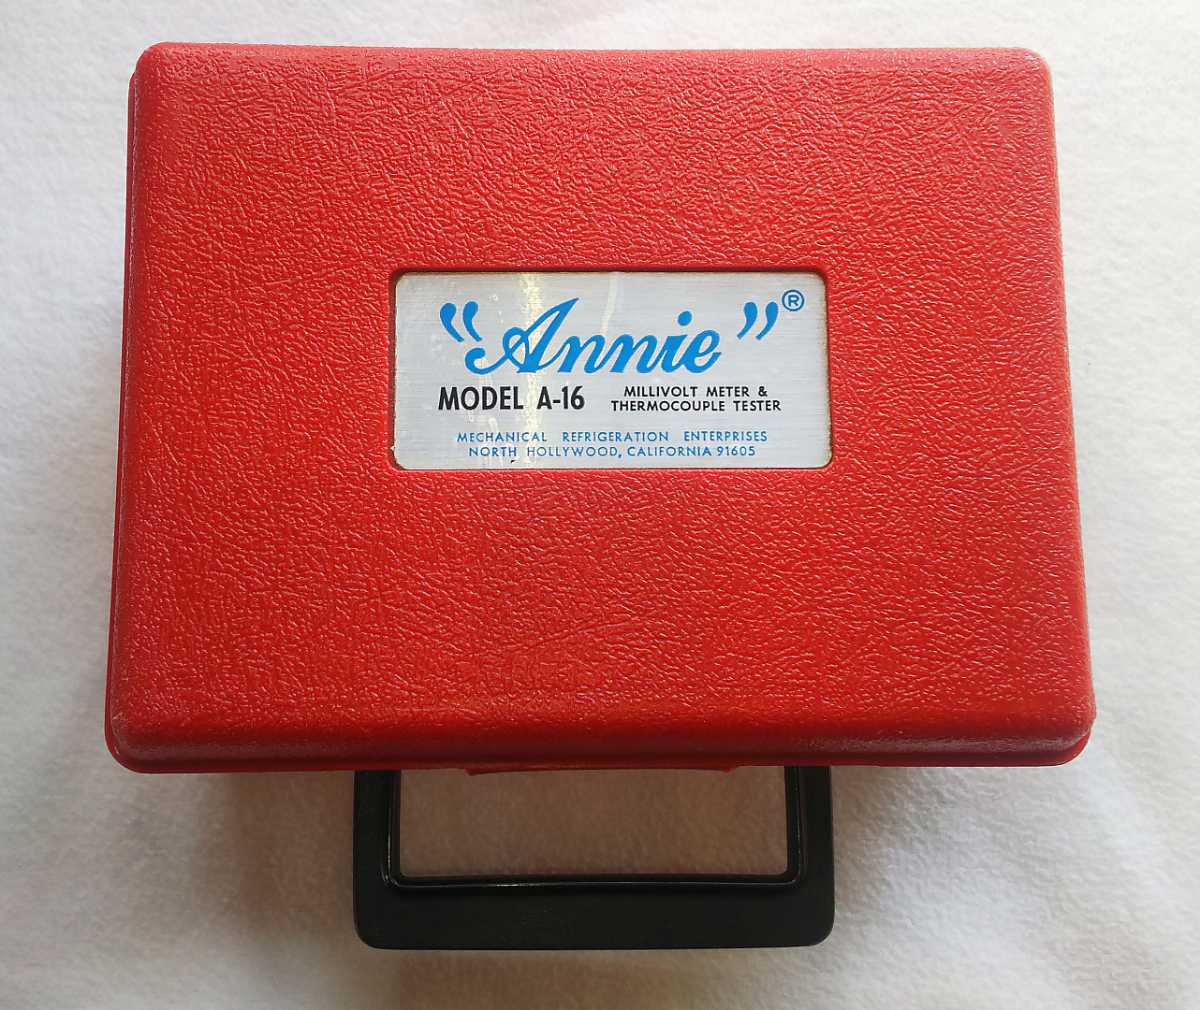 "Annie"®
MODEL A-16 MILLIVOLT METER &
THERMOCOUPLE TESTER
MECHANICAL REFRIGERATION ENTERPRISES
NORTH HOLLYWOOD, CALIFORNIA 91605